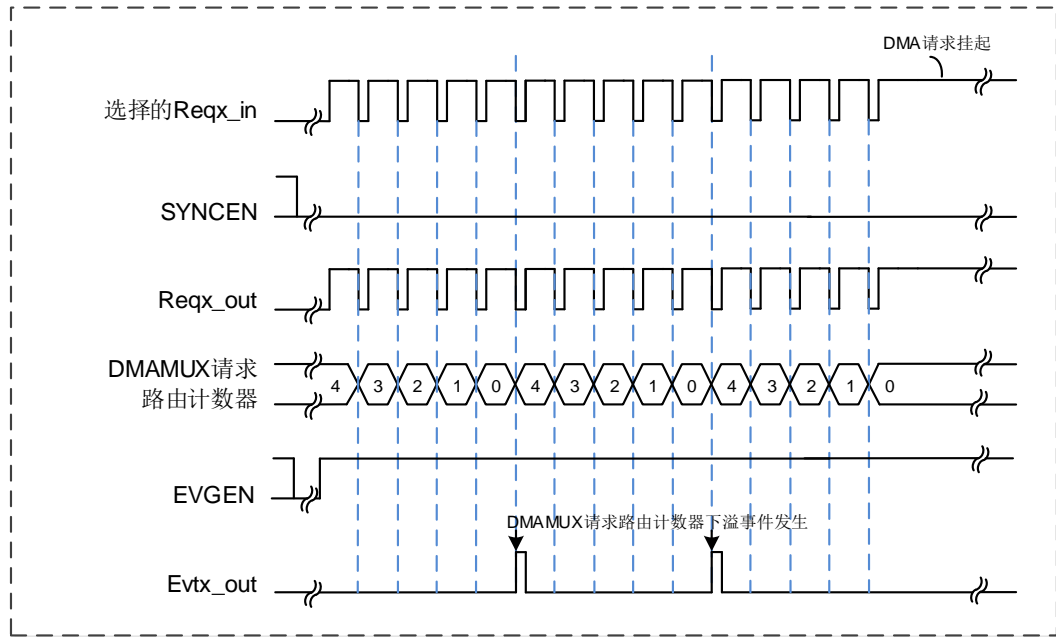 DMA请求挂起
选择的Reqx_in
SYNCEN
Reqx_out
DMAMUX请求
路由计数器
4 3 2 1 0 4 3 2 1 0 4 3 2 1 0
EVGEN
DMAMUX请求路由计数器下溢事件发生
Evtx_out